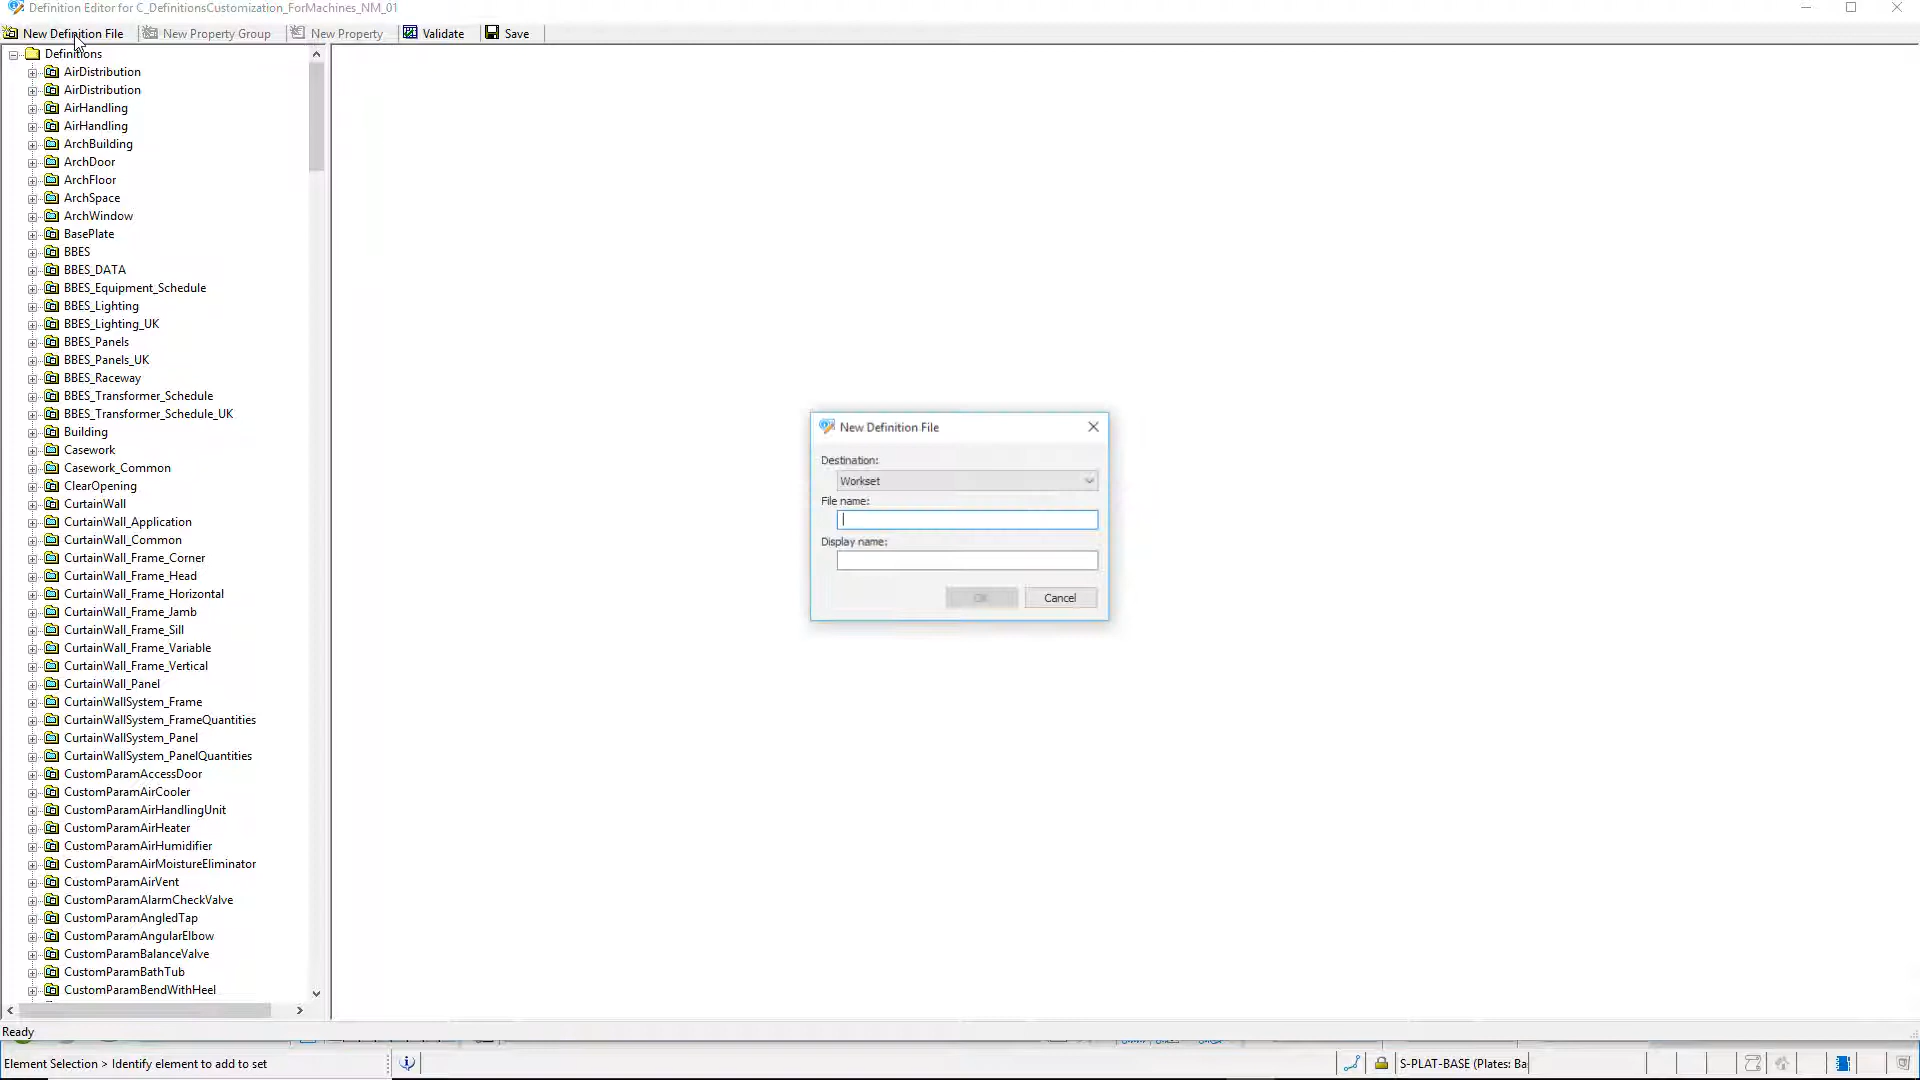 Definition Editor for C_DefinitionsCustomization_ForMachines_NM_01
New Definition File New Property Group New Property Validate Save
Definitions
AirDistribution
AirDistribution
AirHandling
AirHandling
ArchBuilding
ArchDoor
ArchFloor
ArchSpace
ArchWindow
BasePlate
BBES
BBES_DATA
BBES_Equipment_Schedule
BBES_Lighting
BBES_Lighting_UK
BBES_Panels
BBES_Panels_UK
BBES_Raceway
BBES_Transformer_Schedule
BBES_Transformer_Schedule_UK
Building
Casework
Casework_Common
ClearOpening
CurtainWall
CurtainWall_Application
CurtainWall_Common
CurtainWall_Frame_Corner
CurtainWall_Frame_Head
CurtainWall_Frame_Horizontal
CurtainWall_Frame_Jamb
CurtainWall_Frame_Sill
CurtainWall_Frame_Variable
CurtainWall_Frame_Vertical
CurtainWall_Panel
CurtainWallSystem_Frame
CurtainWallSystem_FrameQuantities
CurtainWallSystem_Panel
CurtainWallSystem_PanelQuantities
CustomParamAccessDoor
CustomParamAirCooler
CustomParamAirHandlingUnit
CustomParamAirHeater
CustomParamAirHumidifier
CustomParamAirMoistureEliminator
CustomParamAirVent
CustomParamAlarmCheckValve
CustomParamAngledTap
CustomParamAngularElbow
CustomParamBalanceValve
CustomParamBathTub
CustomParamBendWithHeel
New Definition File
Destination:
Workset
File name:
Display name:
OK Cancel
Ready
Element Selection > Identify element to add to set
S-PLAT-BASE (Plates: Ba